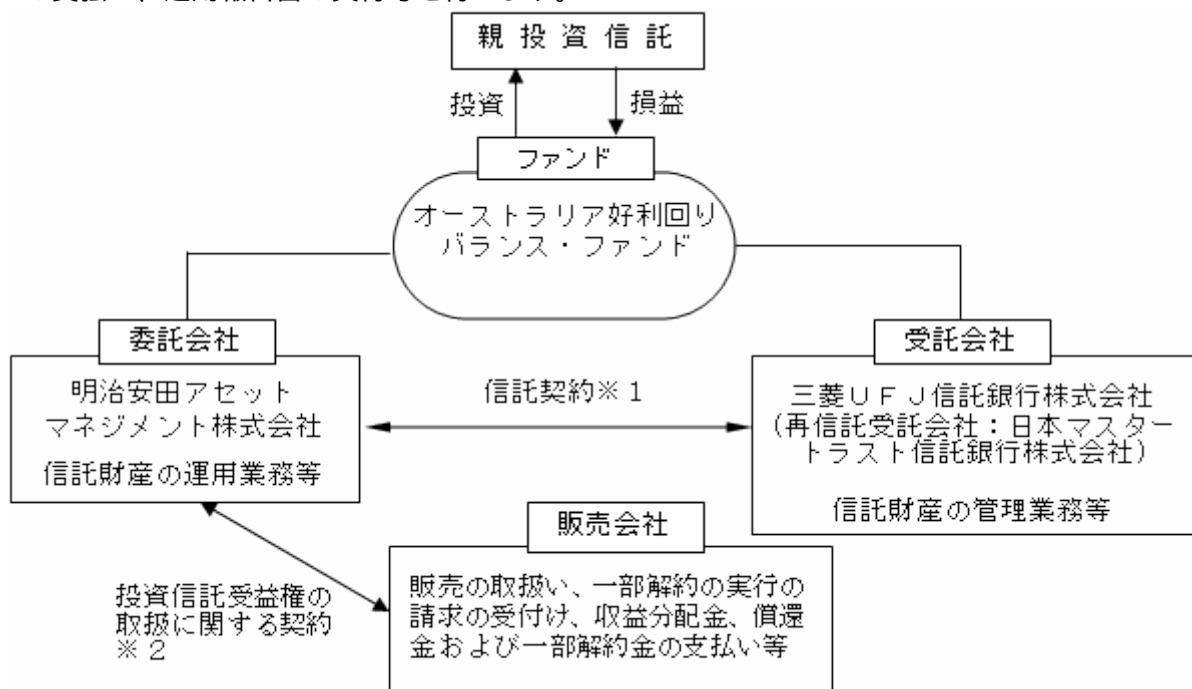 親投資信託
投資
損益
ファンド
オーストラリア好利回り
バランス・ファンド
委託会社
明治安田アセット
マネジメント株式会社
信託財産の運用業務等
信託契約※1
受託会社
三菱UFJ信託銀行株式会社
(再信託受託会社:日本マスター
トラスト信託銀行株式会社)
信託財産の管理業務等
投資信託受益権の
取扱に関する契約
※2
販売会社
販売の取扱い、一部解約の実行の
請求の受付け、収益分配金、償還
金および一部解約金の支払い等